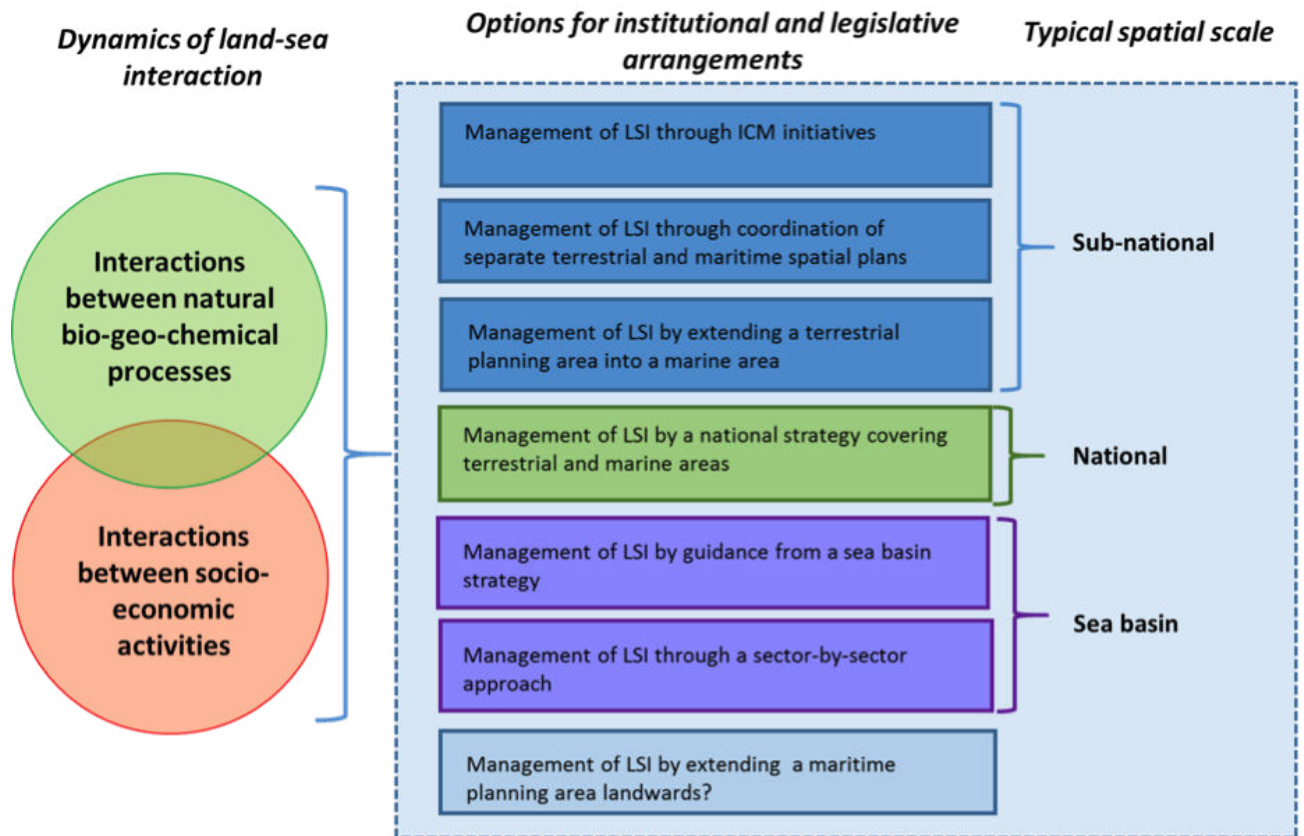 Dynamics of land-sea
interaction
Options for institutional and legislative
arrangements
Typical spatial scale
Interactions
between natural
bio-geo-chemical
processes
Interactions
between socio-
economic
activities
Management of LSI through ICM initiatives
Management of LSI through coordination of
separate terrestrial and maritime spatial plans
Management of LSI by extending a terrestrial
planning area into a marine area
Sub-national
Management of LSI by a national strategy covering
terrestrial and marine areas
National
Management of LSI by guidance from a sea basin
strategy
Management of LSI through a sector-by-sector
approach
Sea basin
Management of LSI by extending  a maritime
planning area landwards?